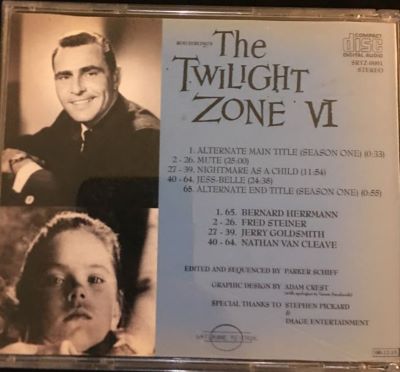 ROD SERLING'S
The
TWILIGHT
ZONE VI
COMPACT
disc
DIGITAL AUDIO
SRTZ-0001
STEREO
1. ALTERNATE MAIN TITLE (SEASON ONE) (0:33)
2 - 26. MUTE (25:00)
27 - 39. NIGHTMARE AS A CHILD (11:54)
40 - 64. JESS-BELLE (24:38)
65. ALTERNATE END TITLE (SEASON ONE) (0:55)
1, 65. BERNARD HERRMANN
2 - 26. FRED STEINER
27 - 39. JERRY GOLDSMITH
40 - 64. NATHAN VAN CLEAVE
EDITED AND SEQUENCED BY PARKER SCHIFF
GRAPHIC DESIGN BY ADAM CREST
SPECIAL THANKS TO STEPHEN PICKARD
&
IMAGE ENTERTAINMENT